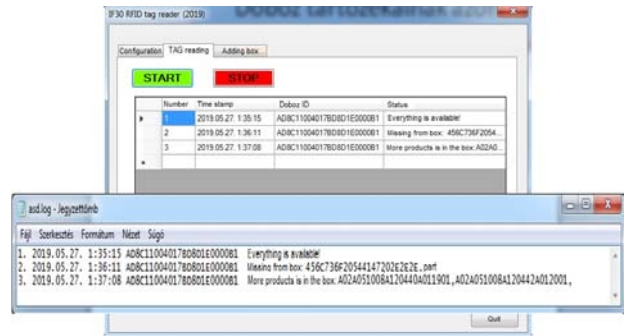 IF30 RFID tag reader (2019)
Configuration TAG reading Adding box
START STOP
Number Time stamp Doboz ID Status
1 2019.05.27. 1:35:15 AD8C11004017BD8D1E0000B1 Everything is available!
2 2019.05.27. 1:36:11 AD8C11004017BD8D1E0000B1 Missing from box: 456C736F2054...
3 2019.05.27. 1:37:08 AD8C11004017BD8D1E0000B1 More products is in the box: A02A0...
asd.log - Jegyzettömb
Fájl Szerkesztés Formátum Nézet Súgó
1. 2019.05.27. 1:35:15 AD8C11004017BD8D1E0000B1 Everything is available!
2. 2019.05.27. 1:36:11 AD8C11004017BD8D1E0000B1 Missing from box: 456C736F20544147202E2E2E, part
3. 2019.05.27. 1:37:08 AD8C11004017BD8D1E0000B1 More products is in the box: A02A051008A120440A011901,A02A051008A120442A012001,
Quit